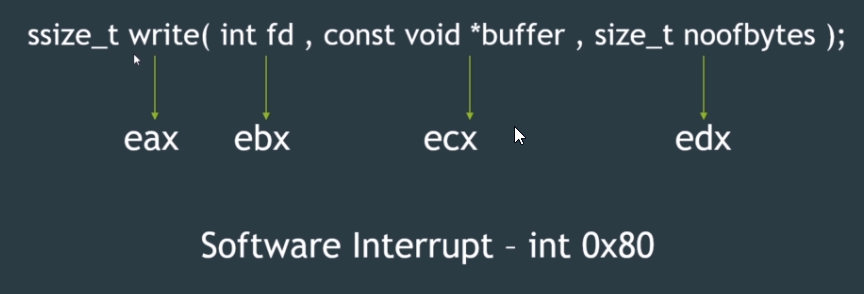 ssize_t write( int fd , const void *buffer , size_t noofbytes );
eax ebx ecx edx
Software Interrupt – int 0x80